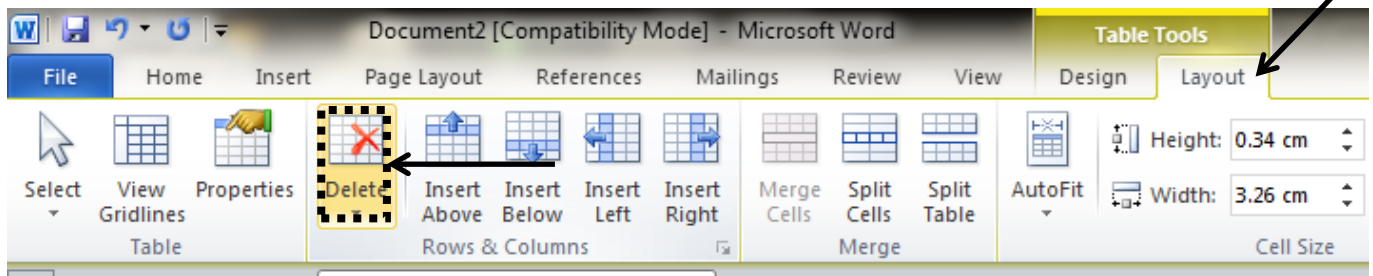 W Document2 [Compatibility Mode] - Microsoft Word Table Tools
File Home Insert Page Layout References Mailings Review View Design Layout
Select View Gridlines Properties Delete Insert Above Insert Below Insert Left Insert Right Merge Cells Split Cells Split Table AutoFit Height: 0.34 cm
Width: 3.26 cm
Table Rows & Columns Merge Cell Size